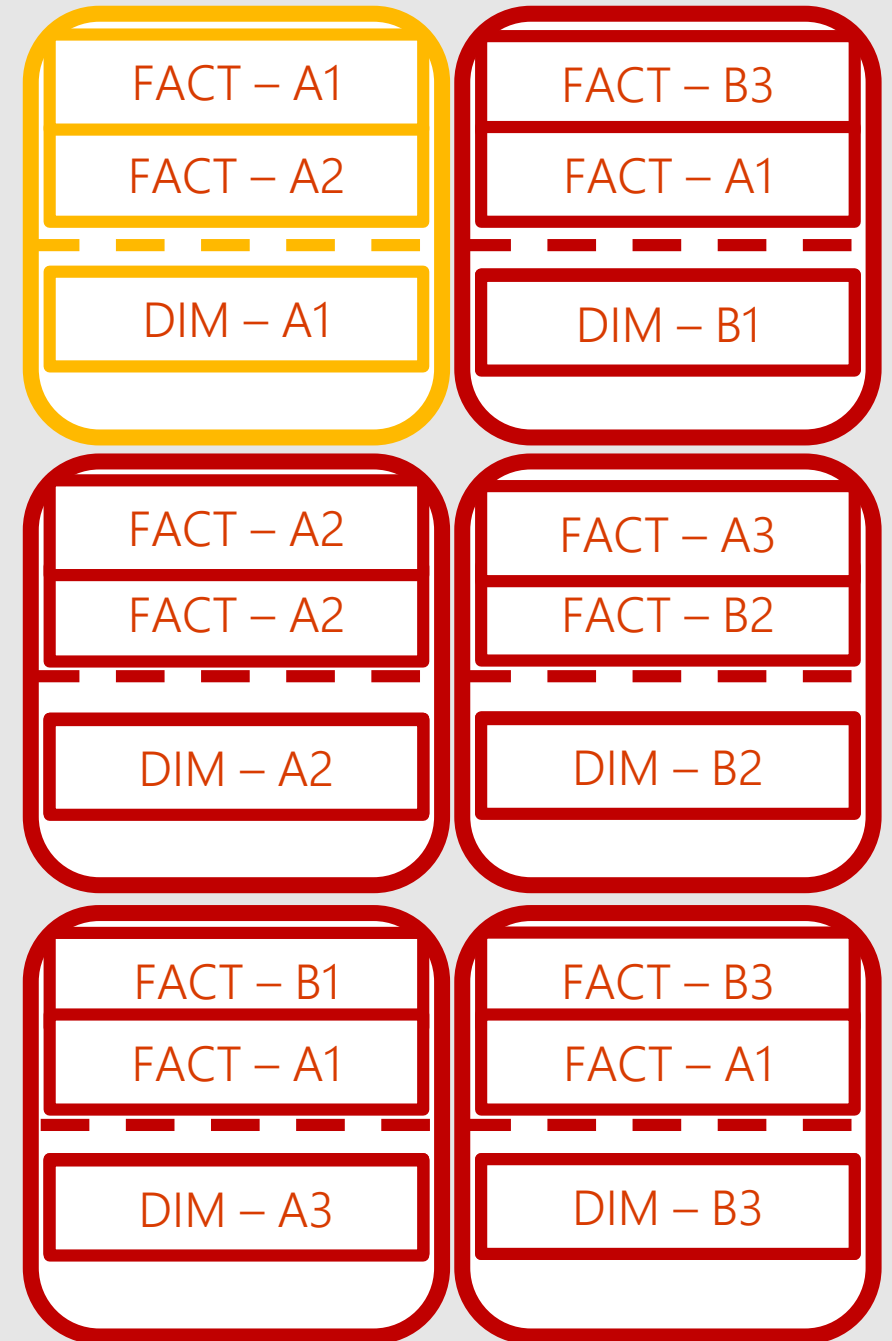 FACT – A1
FACT – A2
DIM – A1
FACT – B3
FACT – A1
DIM – B1
FACT – A2
FACT – A2
DIM – A2
FACT – A3
FACT – B2
DIM – B2
FACT – B1
FACT – A1
DIM – A3
FACT – B3
FACT – A1
DIM – B3